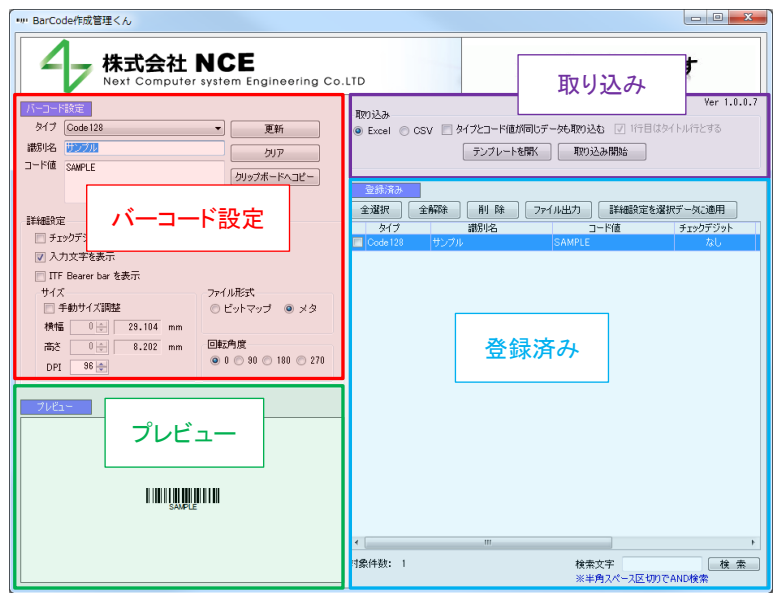 BarCode作成管理くん
株式会社 NCE
Next Computer system Engineering Co.LTD
す
取り込み
Ver 1.0.0.7
バーコード設定
タイプ Code128 更新
識別名 サンプル クリア
コード値 SAMPLE クリップボードへコピー
バーコード設定
詳細設定
チェックデジ
入力文字を表示
ITF Bearer bar を表示
サイズ
手動サイズ調整
横幅 0 29.104 mm
高さ 0 8.202 mm
DPI 96
ファイル形式
ビットマップ メタ
回転角度
0 90 180 270
プレビュー
プレビュー
SAMPLE
取り込み
Excel CSV タイプとコード値が同じデータも取り込む 1行目はタイトル行とする
テンプレートを開く 取り込み開始
登録済み
全選択 全解除 削 除 ファイル出力 詳細設定を選択データに適用
タイプ 識別名 コード値 チェックデジット
Code128 サンプル SAMPLE なし
登録済み
対象件数: 1
検索文字 検 索
※半角スペース区切りでAND検索